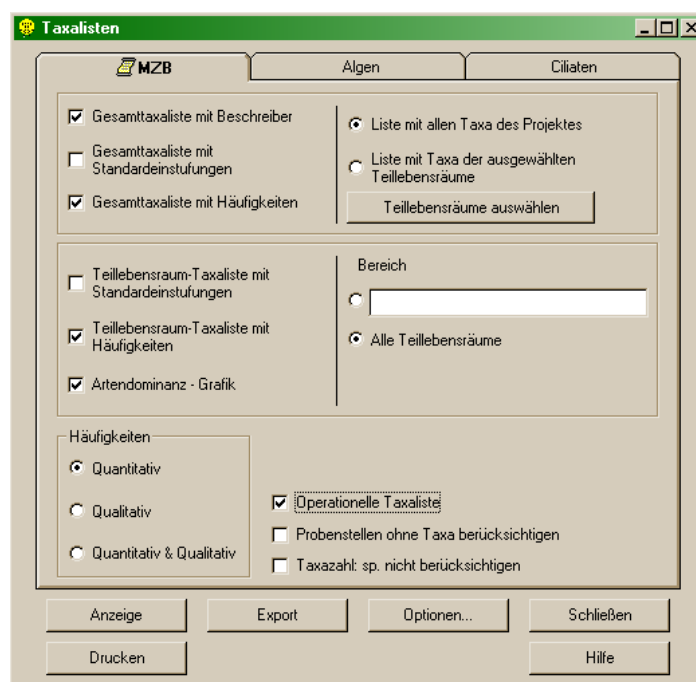 Taxalisten
MZB
Algen
Ciliaten
Gesamttaxaliste mit Beschreiber
Gesamttaxaliste mit
Standardeinstufungen
Gesamttaxaliste mit Häufigkeiten
Liste mit allen Taxa des Projektes
Liste mit Taxa der ausgewählten
Teillebensräume
Teillebensräume auswählen
Teillebensraum-Taxaliste mit
Standardeinstufungen
Teillebensraum-Taxaliste mit
Häufigkeiten
Artendominanz - Grafik
Bereich
Alle Teillebensräume
Häufigkeiten
Quantitativ
Qualitativ
Quantitativ & Qualitativ
Operationelle Taxaliste
Probenstellen ohne Taxa berücksichtigen
Taxazahl: sp. nicht berücksichtigen
Anzeige
Export
Optionen...
Schließen
Drucken
Hilfe